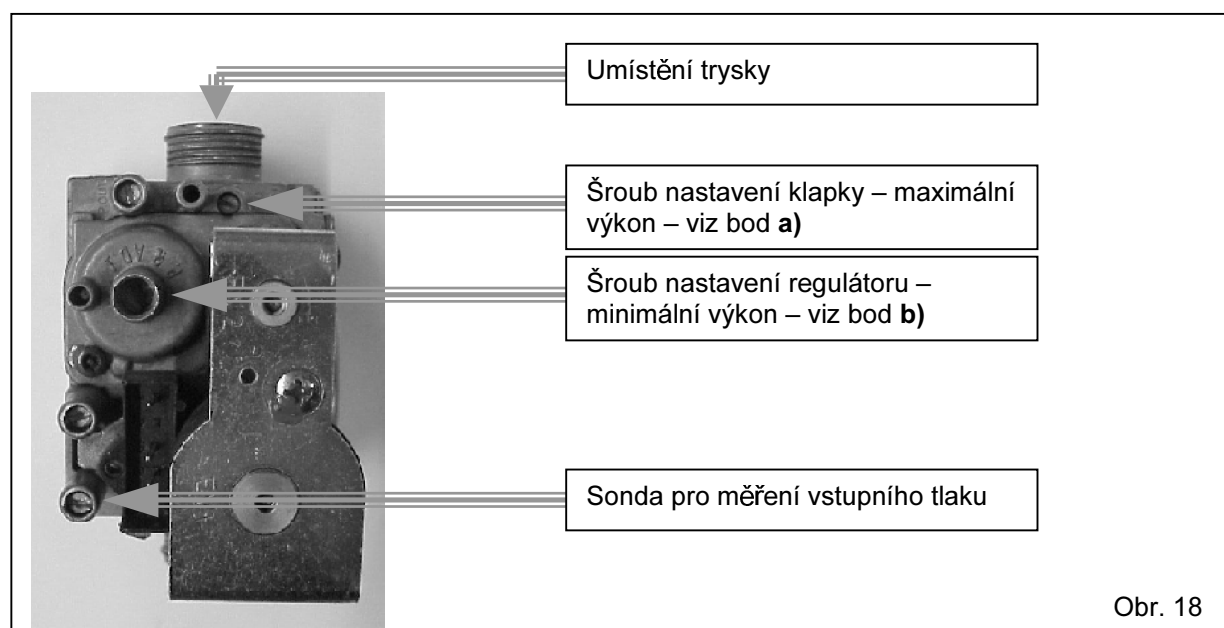 Umístění trysky
Šroub nastavení klapky – maximální
výkon – viz bod a)
Šroub nastavení regulátoru –
minimální výkon – viz bod b)
Sonda pro měření vstupního tlaku
Obr. 18